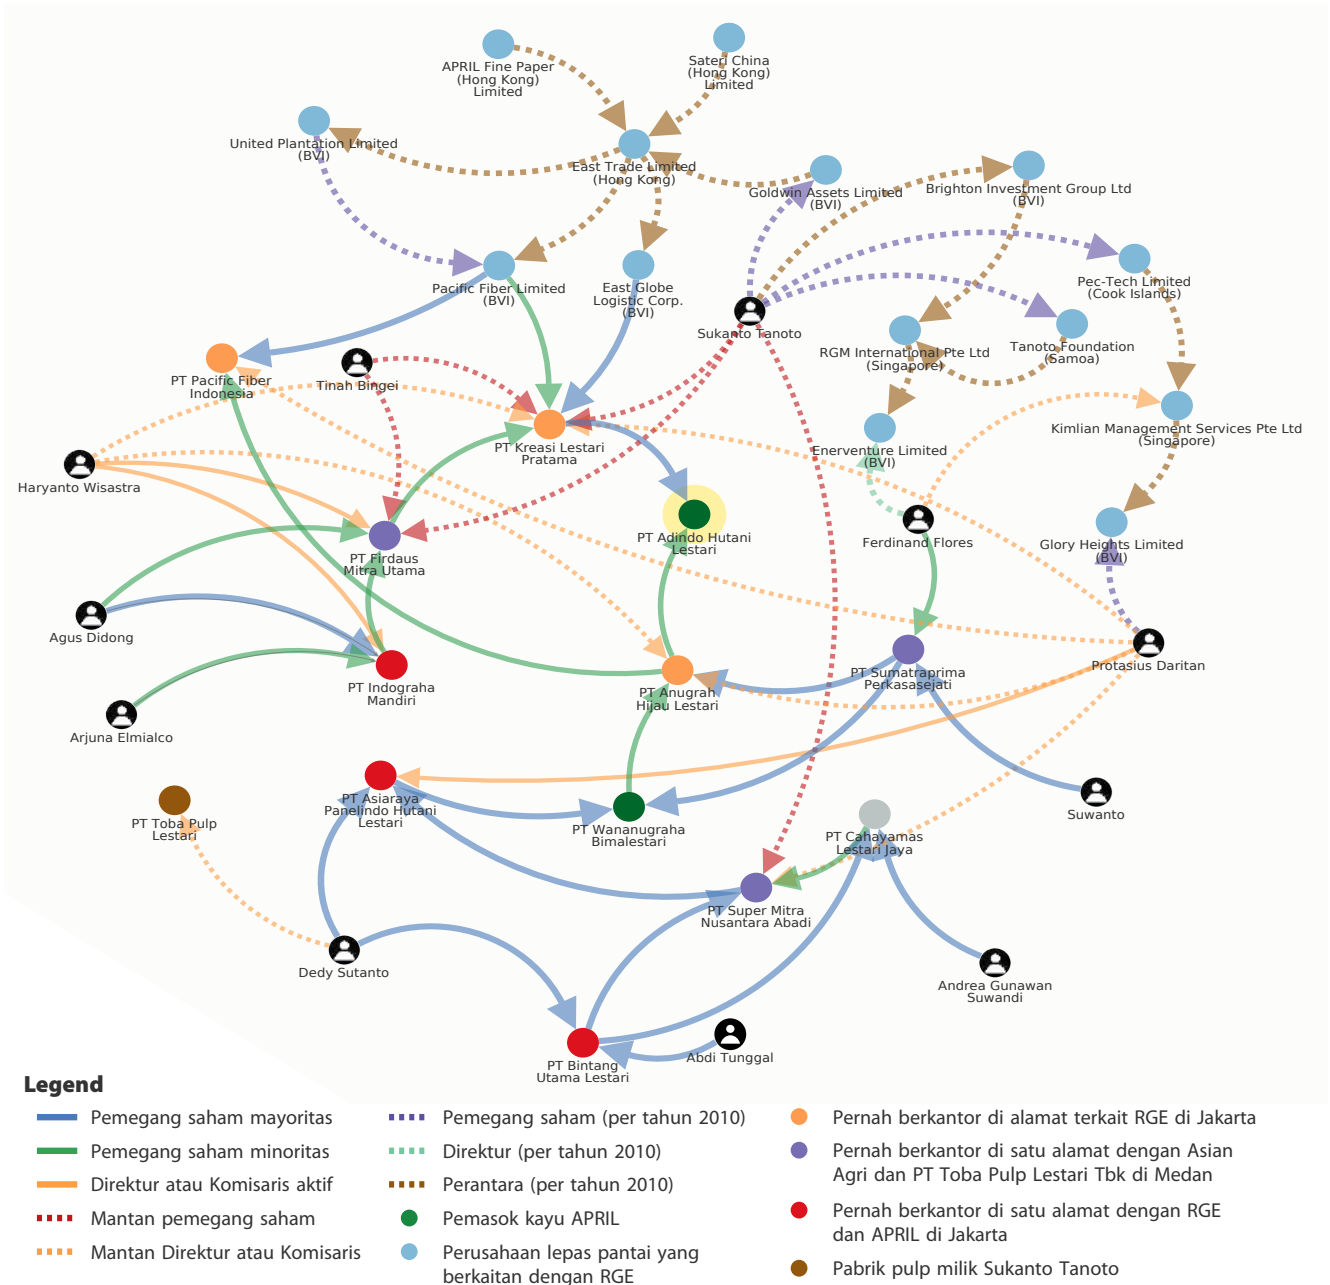 APRIL Fine Paper
(Hong Kong)
Limited
Sateri China
(Hong Kong)
Limited
United Plantation Limited
(BVI)
East Trade Limited
(Hong Kong)
Goldwin Assets Limited
(BVI)
Brighton Investment Group Ltd
(BVI)
Pacific Fiber Limited
(BVI)
East Globe
Logistic Corp.
(BVI)
Pec-Tech Limited
(Cook Islands)
Sukanto Tanoto
RGM International Pte Ltd
(Singapore)
Tanoto Foundation
(Samoa)
PT Pacific Fiber
Indonesia
Tinah Bingei
PT Kreasi Lestari
Pratama
Enerventure Limited
(BVI)
Kimlian Management Services Pte Ltd
(Singapore)
Haryanto Wisastra
PT Adindo Hutani
Lestari
Ferdinand Flores
Glory Heights Limited
(BVI)
PT Firdaus
Mitra Utama
Agus Didong
PT Indograha
Mandiri
PT Anugrah
Hijau Lestari
PT Sumatraprima
Perkasasejati
Protasius Daritan
Arjuna Elmialco
PT Toba Pulp
Lestari
PT Asiaraya
Panelindo Hutani
Lestari
PT Wananugraha
Bimalestari
PT Cahayamas
Lestari Jaya
Suwanto
PT Super Mitra
Nusantara Abadi
Dedy Sutanto
Andrea Gunawan
Suwandi
PT Bintang
Utama Lestari
Abdi Tunggal
Legend
Pemegang saham mayoritas
Pemegang saham minoritas
Direktur atau Komisaris aktif
Mantan pemegang saham
Mantan Direktur atau Komisaris
Pemegang saham (per tahun 2010)
Direktur (per tahun 2010)
Perantara (per tahun 2010)
Pemasok kayu APRIL
Perusahaan lepas pantai yang
berkaitan dengan RGE
Pernah berkantor di alamat terkait RGE di Jakarta
Pernah berkantor di satu alamat dengan Asian
Agri dan PT Toba Pulp Lestari Tbk di Medan
Pernah berkantor di satu alamat dengan RGE
dan APRIL di Jakarta
Pabrik pulp milik Sukanto Tanoto